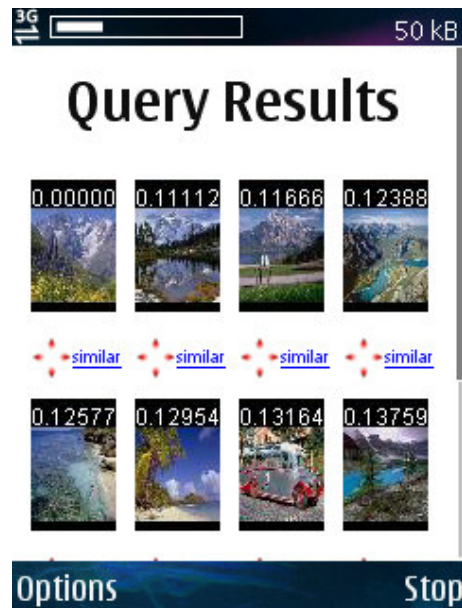 3G 50 kB
Query Results
0.00000 0.11112 0.11666 0.12388
similar similar similar similar
0.12577 0.12954 0.13164 0.13759
Options Stop